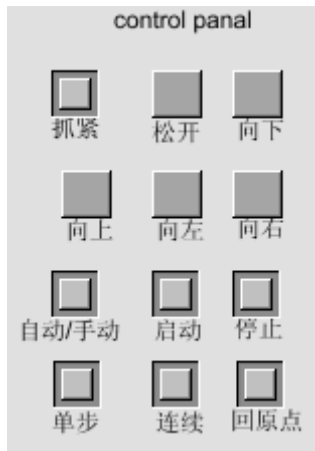 control panal
抓紧 松开 向下
向上 向左 向右
自动/手动 启动 停止
单步 连续 回原点